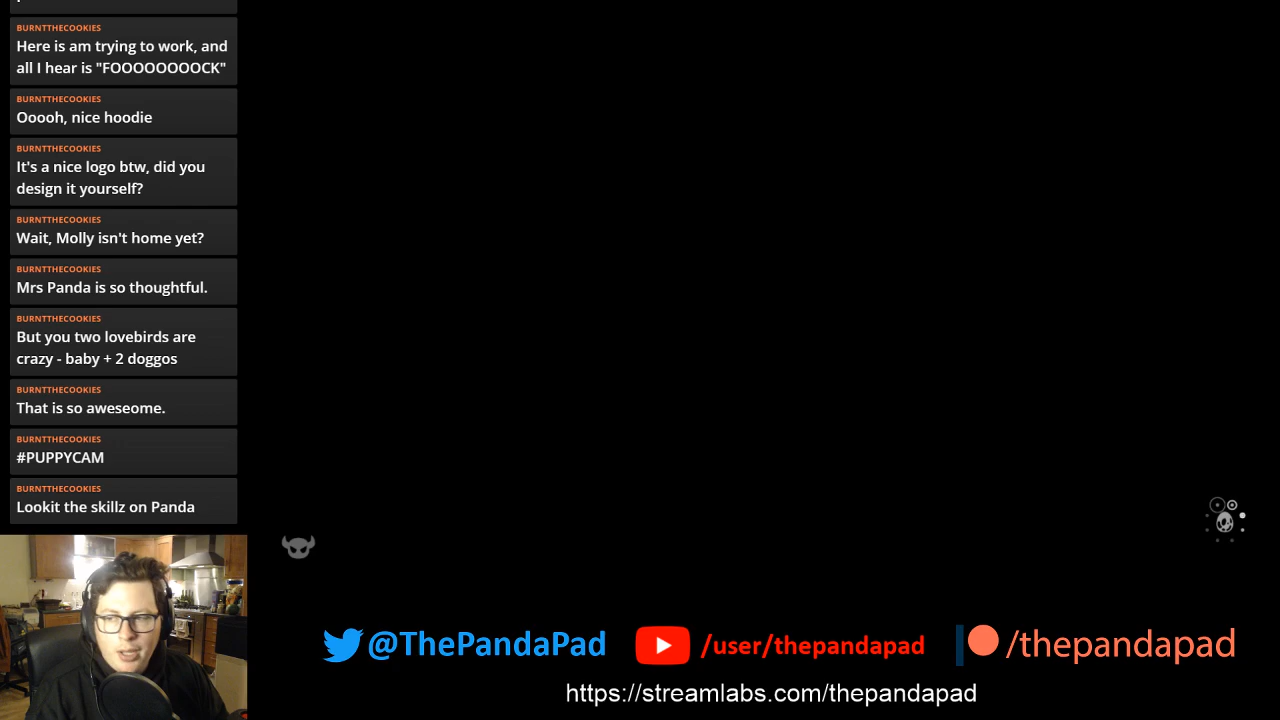 BURNTTHECOOKIES
Here is am trying to work, and
all I hear is "FOOOOOOOOCK"
BURNTTHECOOKIES
Ooooh, nice hoodie
BURNTTHECOOKIES
It's a nice logo btw, did you
design it yourself?
BURNTTHECOOKIES
Wait, Molly isn't home yet?
BURNTTHECOOKIES
Mrs Panda is so thoughtful.
BURNTTHECOOKIES
But you two lovebirds are
crazy - baby + 2 doggos
BURNTTHECOOKIES
That is so aweseome.
BURNTTHECOOKIES
#PUPPYCAM
BURNTTHECOOKIES
Lookit the skillz on Panda
@ThePandaPad /user/thepandapad /thepandapad
https://streamlabs.com/thepandapad